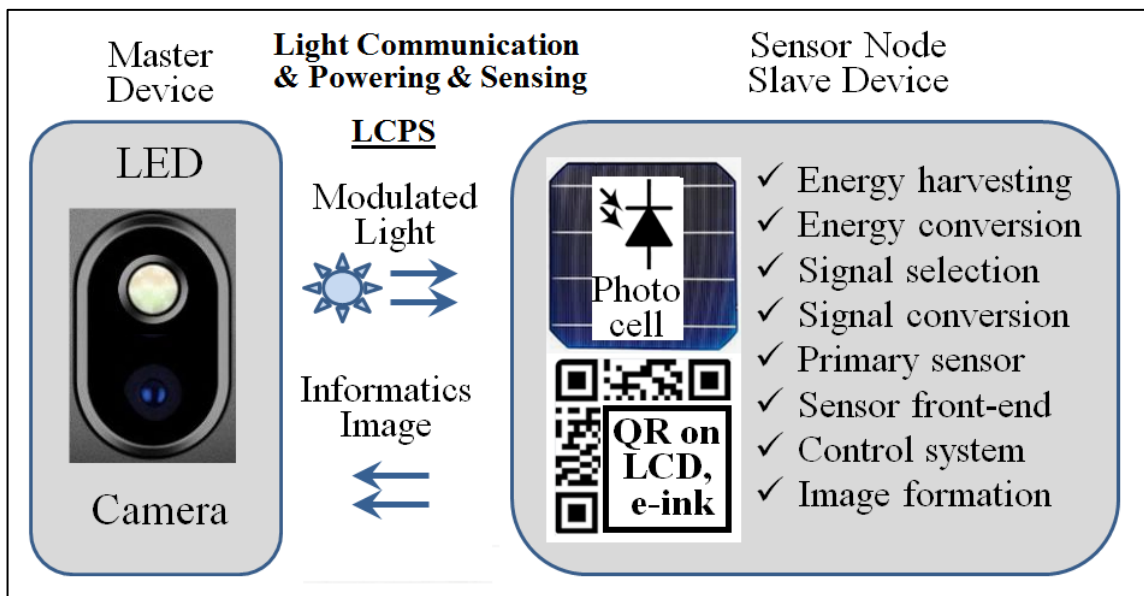 Master
Device
Light Communication
& Powering & Sensing
LCPS
Sensor Node
Slave Device
LED
Camera
Modulated
Light
Informatics
Image
Photo
cell
QR on
LCD,
e-ink
✓ Energy harvesting
✓ Energy conversion
✓ Signal selection
✓ Signal conversion
✓ Primary sensor
✓ Sensor front-end
✓ Control system
✓ Image formation